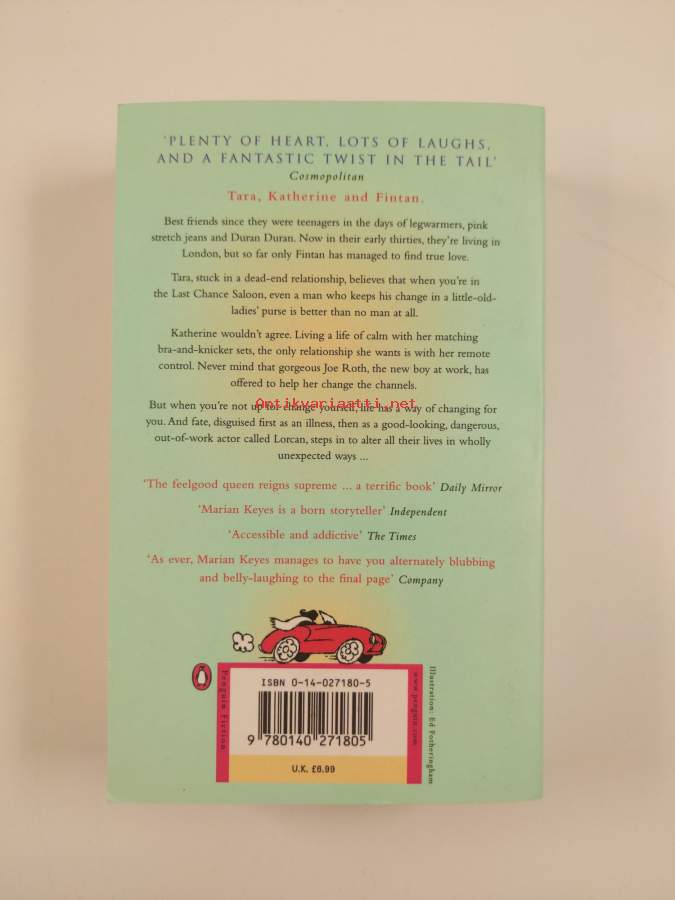 ‘PLENTY OF HEART, LOTS OF LAUGHS,
AND A FANTASTIC TWIST IN THE TAIL’
Cosmopolitan
Tara, Katherine and Fintan.
Best friends since they were teenagers in the days of legwarmers, pink
stretch jeans and Duran Duran. Now in their early thirties, they’re living in
London, but so far only Fintan has managed to find true love.
Tara, stuck in a dead-end relationship, believes that when you’re in
the Last Chance Saloon, even a man who keeps his change in a little-old-
ladies’ purse is better than no man at all.
Katherine wouldn’t agree. Living a life of calm with her matching
bra-and-knicker sets, the only relationship she wants is with her remote
control. Never mind that gorgeous Joe Roth, the new boy at work, has
offered to help her change the channels.
But when you’re not up for change yourself, life has a way of changing for
Antikvariaatti.net
you. And fate, disguised first as an illness, then as a good-looking, dangerous,
out-of-work actor called Lorcan, steps in to alter all their lives in wholly
unexpected ways ...
‘The feelgood queen reigns supreme ... a terrific book’ Daily Mirror
‘Marian Keyes is a born storyteller’ Independent
‘Accessible and addictive’ The Times
‘As ever, Marian Keyes manages to have you alternately blubbing
and belly-laughing to the final page’ Company
Penguin Fiction
ISBN 0-14-027180-5
9 780140 271805
U.K. £6.99
www.penguin.com
Illustration: Ed Fotheringham